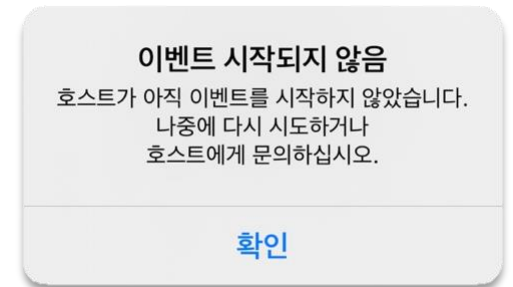 이벤트 시작되지 않음
호스트가 아직 이벤트를 시작하지 않았습니다.
나중에 다시 시도하거나
호스트에게 문의하십시오.
확인